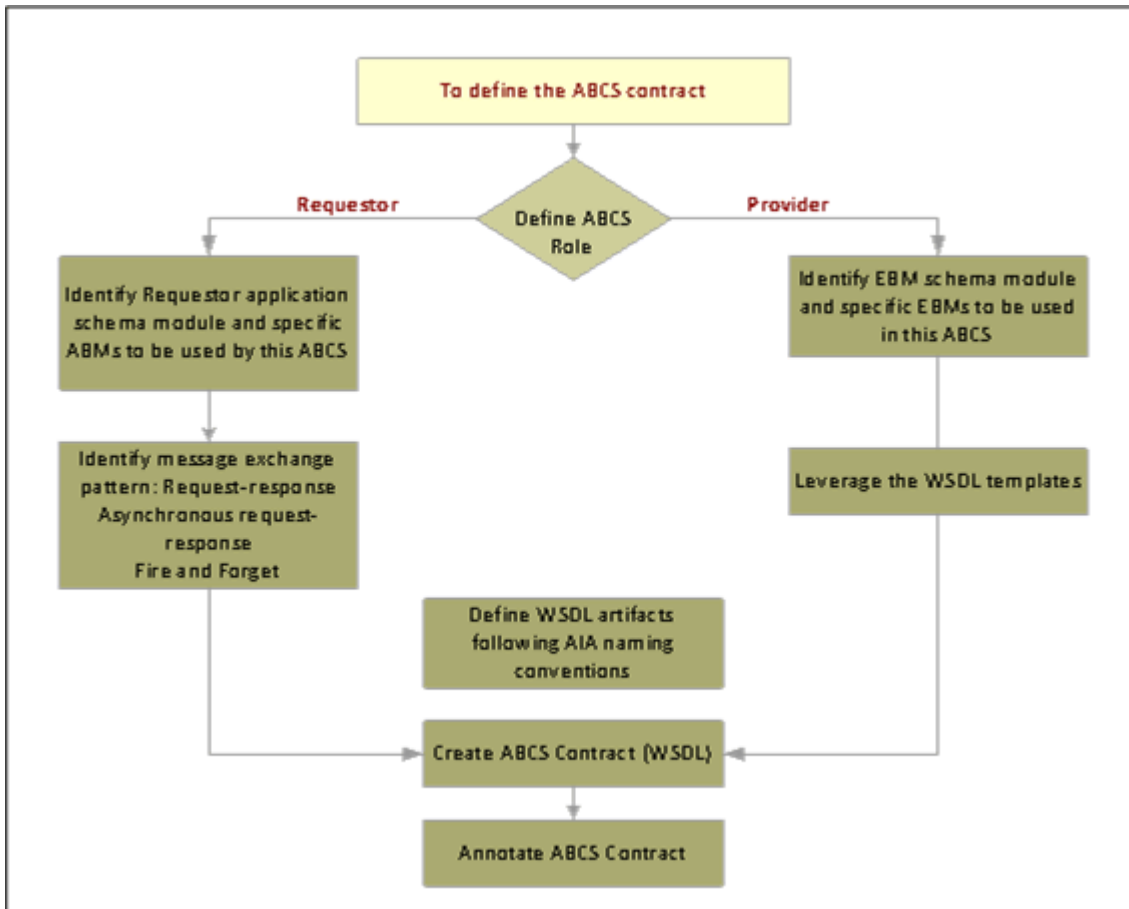 To define the ABCS contract
Requestor
Provider
Define ABCS
Role
Identify Requestor application
schema module and specific
ABMs to be used by this ABCS
Identify EBM schema module
and specific EBMs to be used
in this ABCS
Identify message exchange
pattern: Request-response
Asynchronous request-
response
Fire and Forget
Leverage the WSDL templates
Define WSDL artifacts
following AIA naming
conventions
Create ABCS Contract (WSDL)
Annotate ABCS Contract